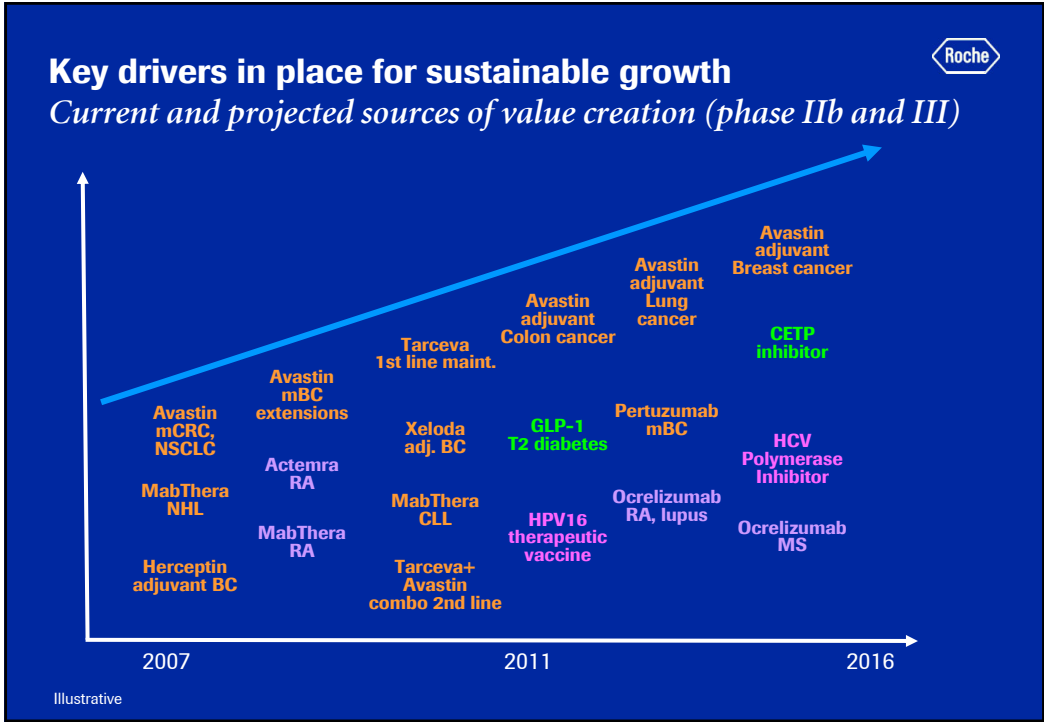 Key drivers in place for sustainable growth
Roche
Current and projected sources of value creation (phase IIb and III)
Avastin
mCRC,
NSCLC
MabThera
NHL
Herceptin
adjuvant BC
Avastin
mBC
extensions
Actemra
RA
MabThera
RA
Tarceva
1st line maint.
Xeloda
adj. BC
MabThera
CLL
Tarceva+
Avastin
combo 2nd line
Avastin
adjuvant
Colon cancer
GLP-1
T2 diabetes
HPV16
therapeutic
vaccine
Avastin
adjuvant
Lung
cancer
Pertuzumab
mBC
Ocrelizumab
RA, lupus
Avastin
adjuvant
Breast cancer
CETP
inhibitor
HCV
Polymerase
Inhibitor
Ocrelizumab
MS
2007
2011
2016
Illustrative